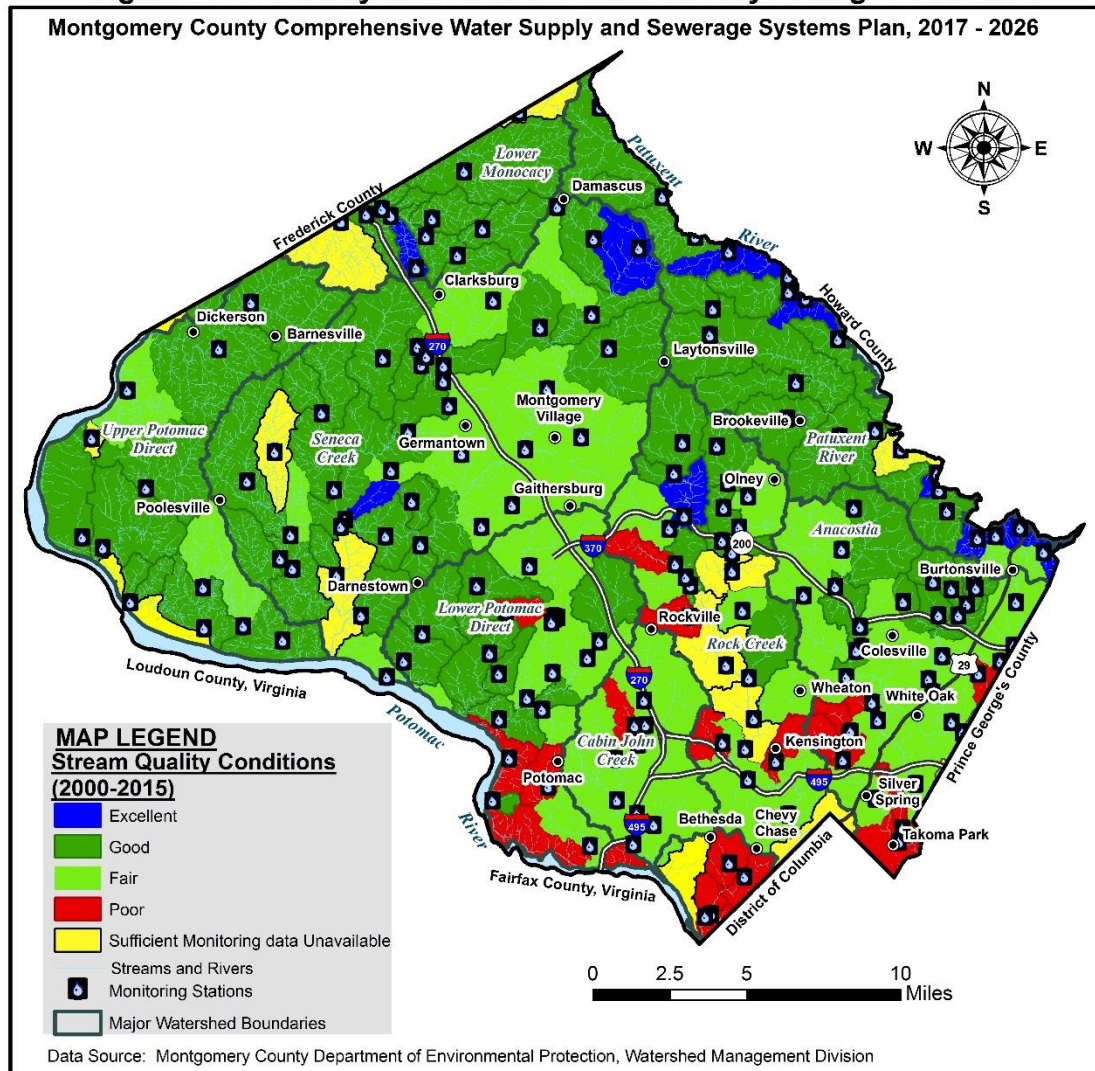 Montgomery County Comprehensive Water Supply and Sewerage Systems Plan, 2017 - 2026
N
W
E
S
Patuxent
River
Lower
Monocacy
Damascus
Frederick County
Howard County
Clarksburg
Dickerson
Barnesville
270
Laytonsville
Montgomery
Village
Brookeville
Upper Potomac
Direct
Seneca
Creek
Germantown
Patuxent
River
Olney
Poolesville
Gaithersburg
Anacostia
200
370
Burtonsville
Darnestown
Lower Potomac
Direct
Rockville
Rock Creek
Colesville
Loudoun County, Virginia
270
29
Wheaton
White Oak
Prince George's County
Potomac
River
Cabin John
Creek
Kensington
Potomac
495
Silver
Spring
495
Bethesda
Chevy
Chase
Takoma Park
Fairfax County, Virginia
District of Columbia
MAP LEGEND
Stream Quality Conditions
(2000-2015)
Excellent
Good
Fair
Poor
Sufficient Monitoring data Unavailable
Streams and Rivers
Monitoring Stations
Major Watershed Boundaries
0 2.5 5 10
Miles
Data Source: Montgomery County Department of Environmental Protection, Watershed Management Division